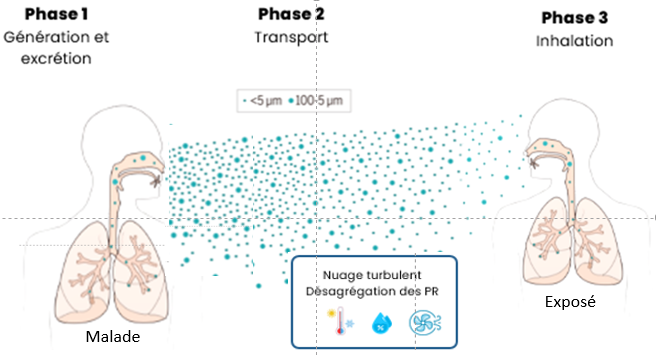 Phase 1
Génération et
excrétion
Phase 2
Transport
Phase 3
Inhalation
<5 µm 100-5 µm
Nuage turbulent
Désagrégation des PR
%
Malade
Exposé